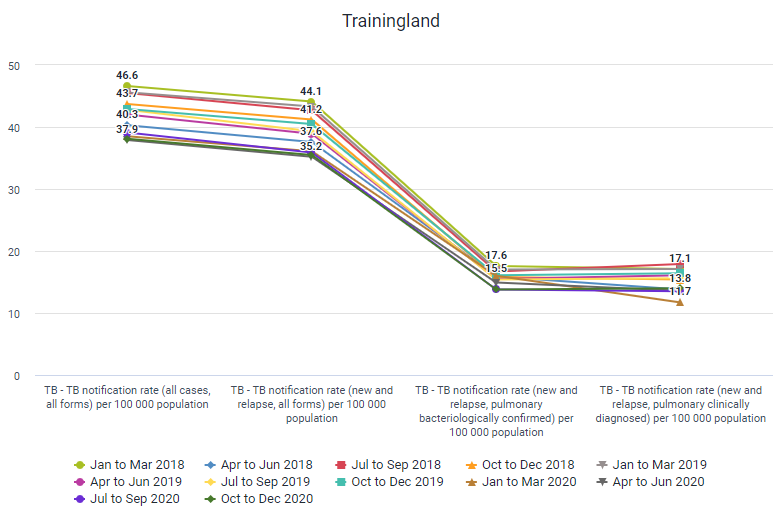 Trainingland
50
40
30
20
10
0
46.6
43.7
40.3
37.9
44.1
41.2
37.6
35.2
17.6
15.5
17.1
13.8
11.7
TB - TB notification rate (all cases,
all forms) per 100 000 population
TB - TB notification rate (new and
relapse, all forms) per 100 000
population
TB - TB notification rate (new and
relapse, pulmonary
bacteriologically confirmed) per
100 000 population
TB - TB notification rate (new and
relapse, pulmonary clinically
diagnosed) per 100 000 population
Jan to Mar 2018 Apr to Jun 2018 Jul to Sep 2018 Oct to Dec 2018 Jan to Mar 2019
Apr to Jun 2019 Jul to Sep 2019 Oct to Dec 2019 Jan to Mar 2020 Apr to Jun 2020
Jul to Sep 2020 Oct to Dec 2020